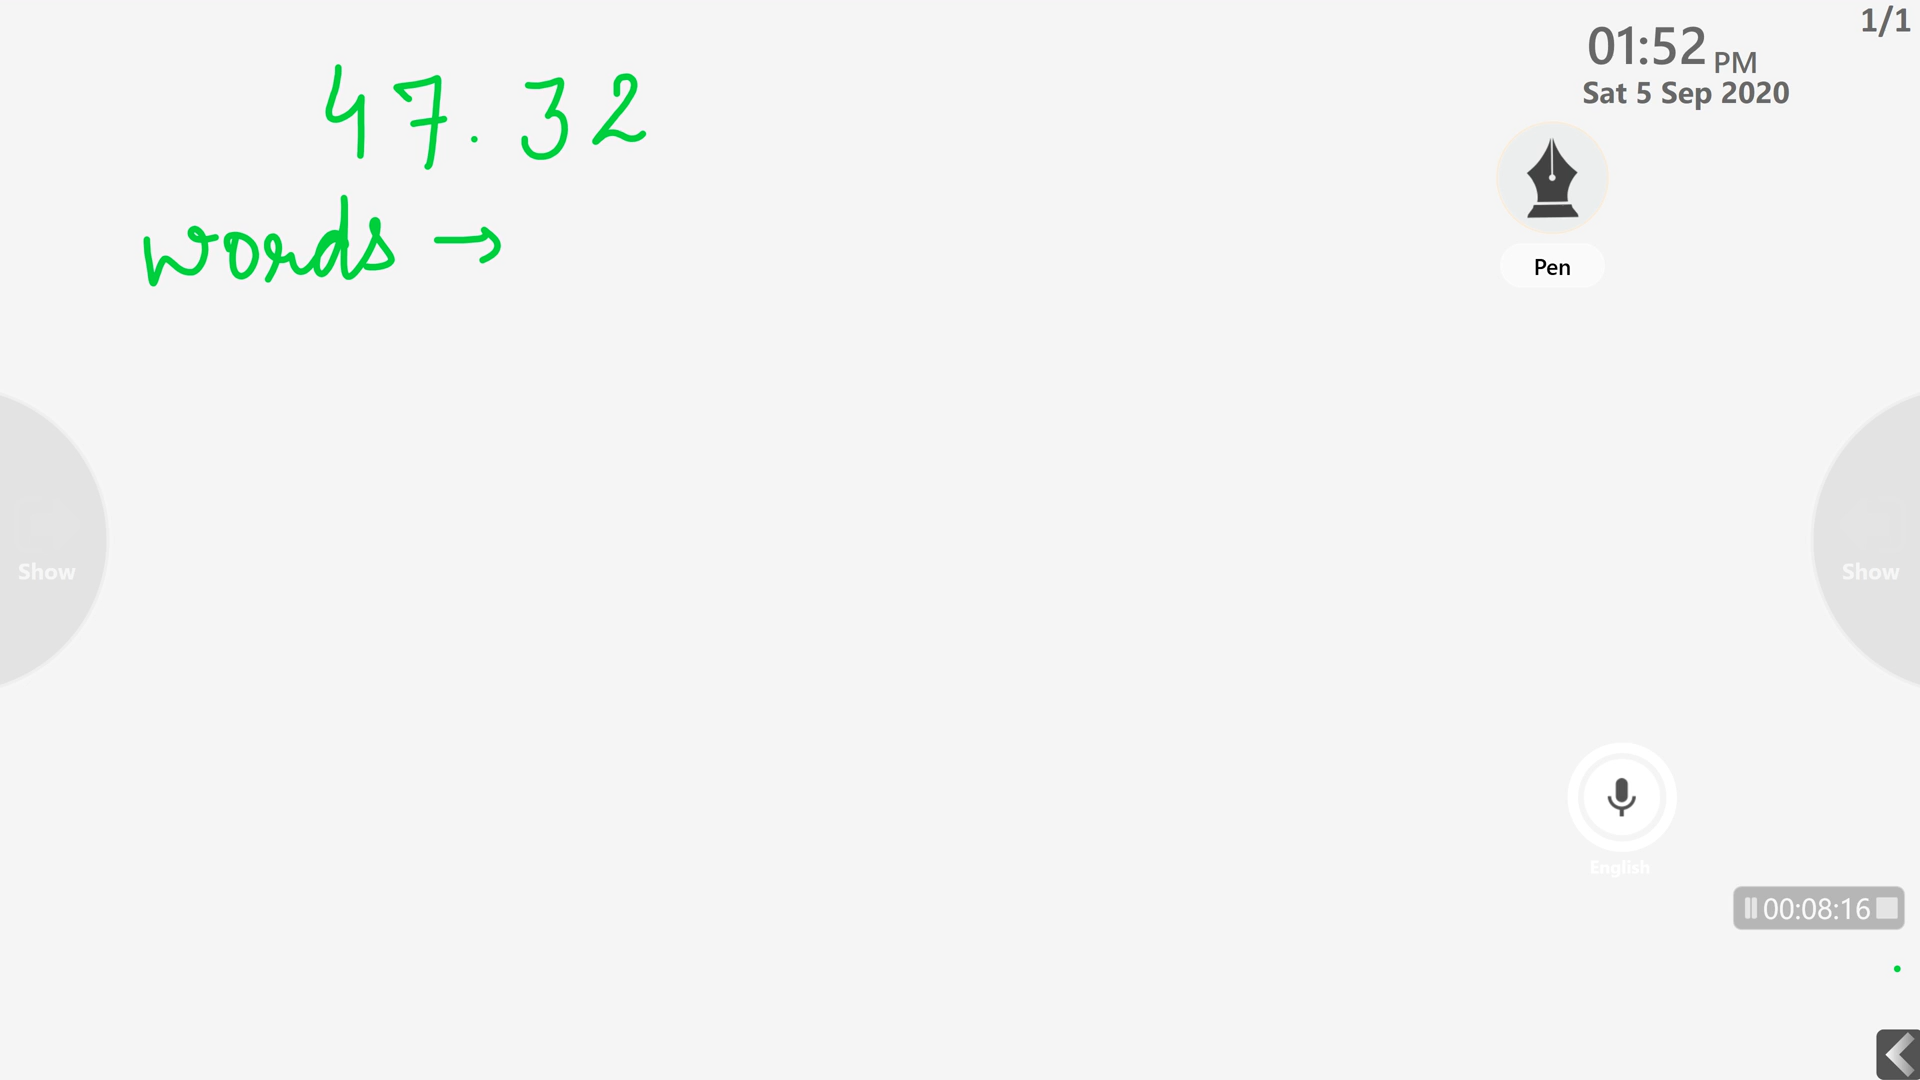 1/1
01:52 PM
Sat 5 Sep 2020
47.32
words →
Pen
Show
Show
English
00:08:16